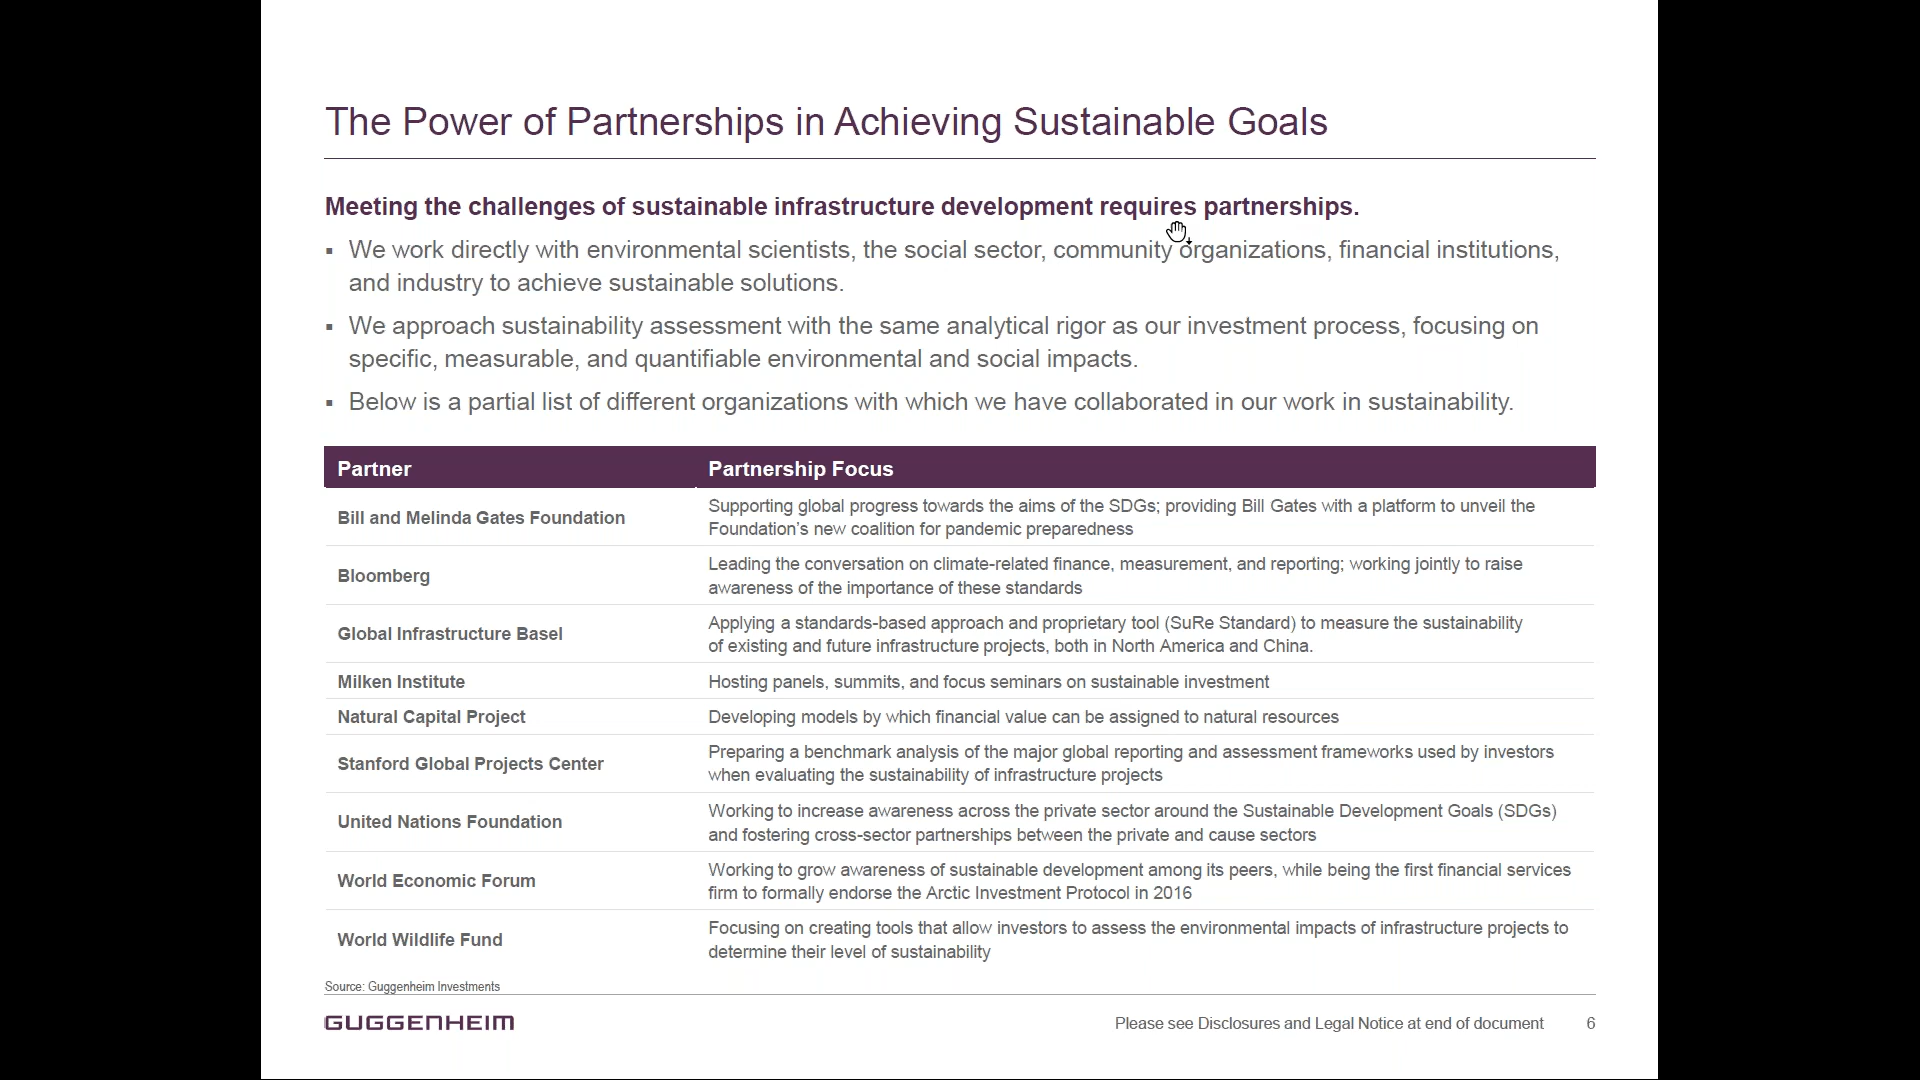 The Power of Partnerships in Achieving Sustainable Goals
Meeting the challenges of sustainable infrastructure development requires partnerships.
▪ We work directly with environmental scientists, the social sector, community organizations, financial institutions,
and industry to achieve sustainable solutions.
▪ We approach sustainability assessment with the same analytical rigor as our investment process, focusing on
specific, measurable, and quantifiable environmental and social impacts.
▪ Below is a partial list of different organizations with which we have collaborated in our work in sustainability.
Partner Partnership Focus
Bill and Melinda Gates Foundation
Supporting global progress towards the aims of the SDGs; providing Bill Gates with a platform to unveil the
Foundation’s new coalition for pandemic preparedness
Bloomberg
Leading the conversation on climate-related finance, measurement, and reporting; working jointly to raise
awareness of the importance of these standards
Global Infrastructure Basel
Applying a standards-based approach and proprietary tool (SuRe Standard) to measure the sustainability
of existing and future infrastructure projects, both in North America and China.
Milken Institute
Hosting panels, summits, and focus seminars on sustainable investment
Natural Capital Project
Developing models by which financial value can be assigned to natural resources
Stanford Global Projects Center
Preparing a benchmark analysis of the major global reporting and assessment frameworks used by investors
when evaluating the sustainability of infrastructure projects
United Nations Foundation
Working to increase awareness across the private sector around the Sustainable Development Goals (SDGs)
and fostering cross-sector partnerships between the private and cause sectors
World Economic Forum
Working to grow awareness of sustainable development among its peers, while being the first financial services
firm to formally endorse the Arctic Investment Protocol in 2016
World Wildlife Fund
Focusing on creating tools that allow investors to assess the environmental impacts of infrastructure projects to
determine their level of sustainability
Source: Guggenheim Investments
GUGGENHEIM
Please see Disclosures and Legal Notice at end of document 6